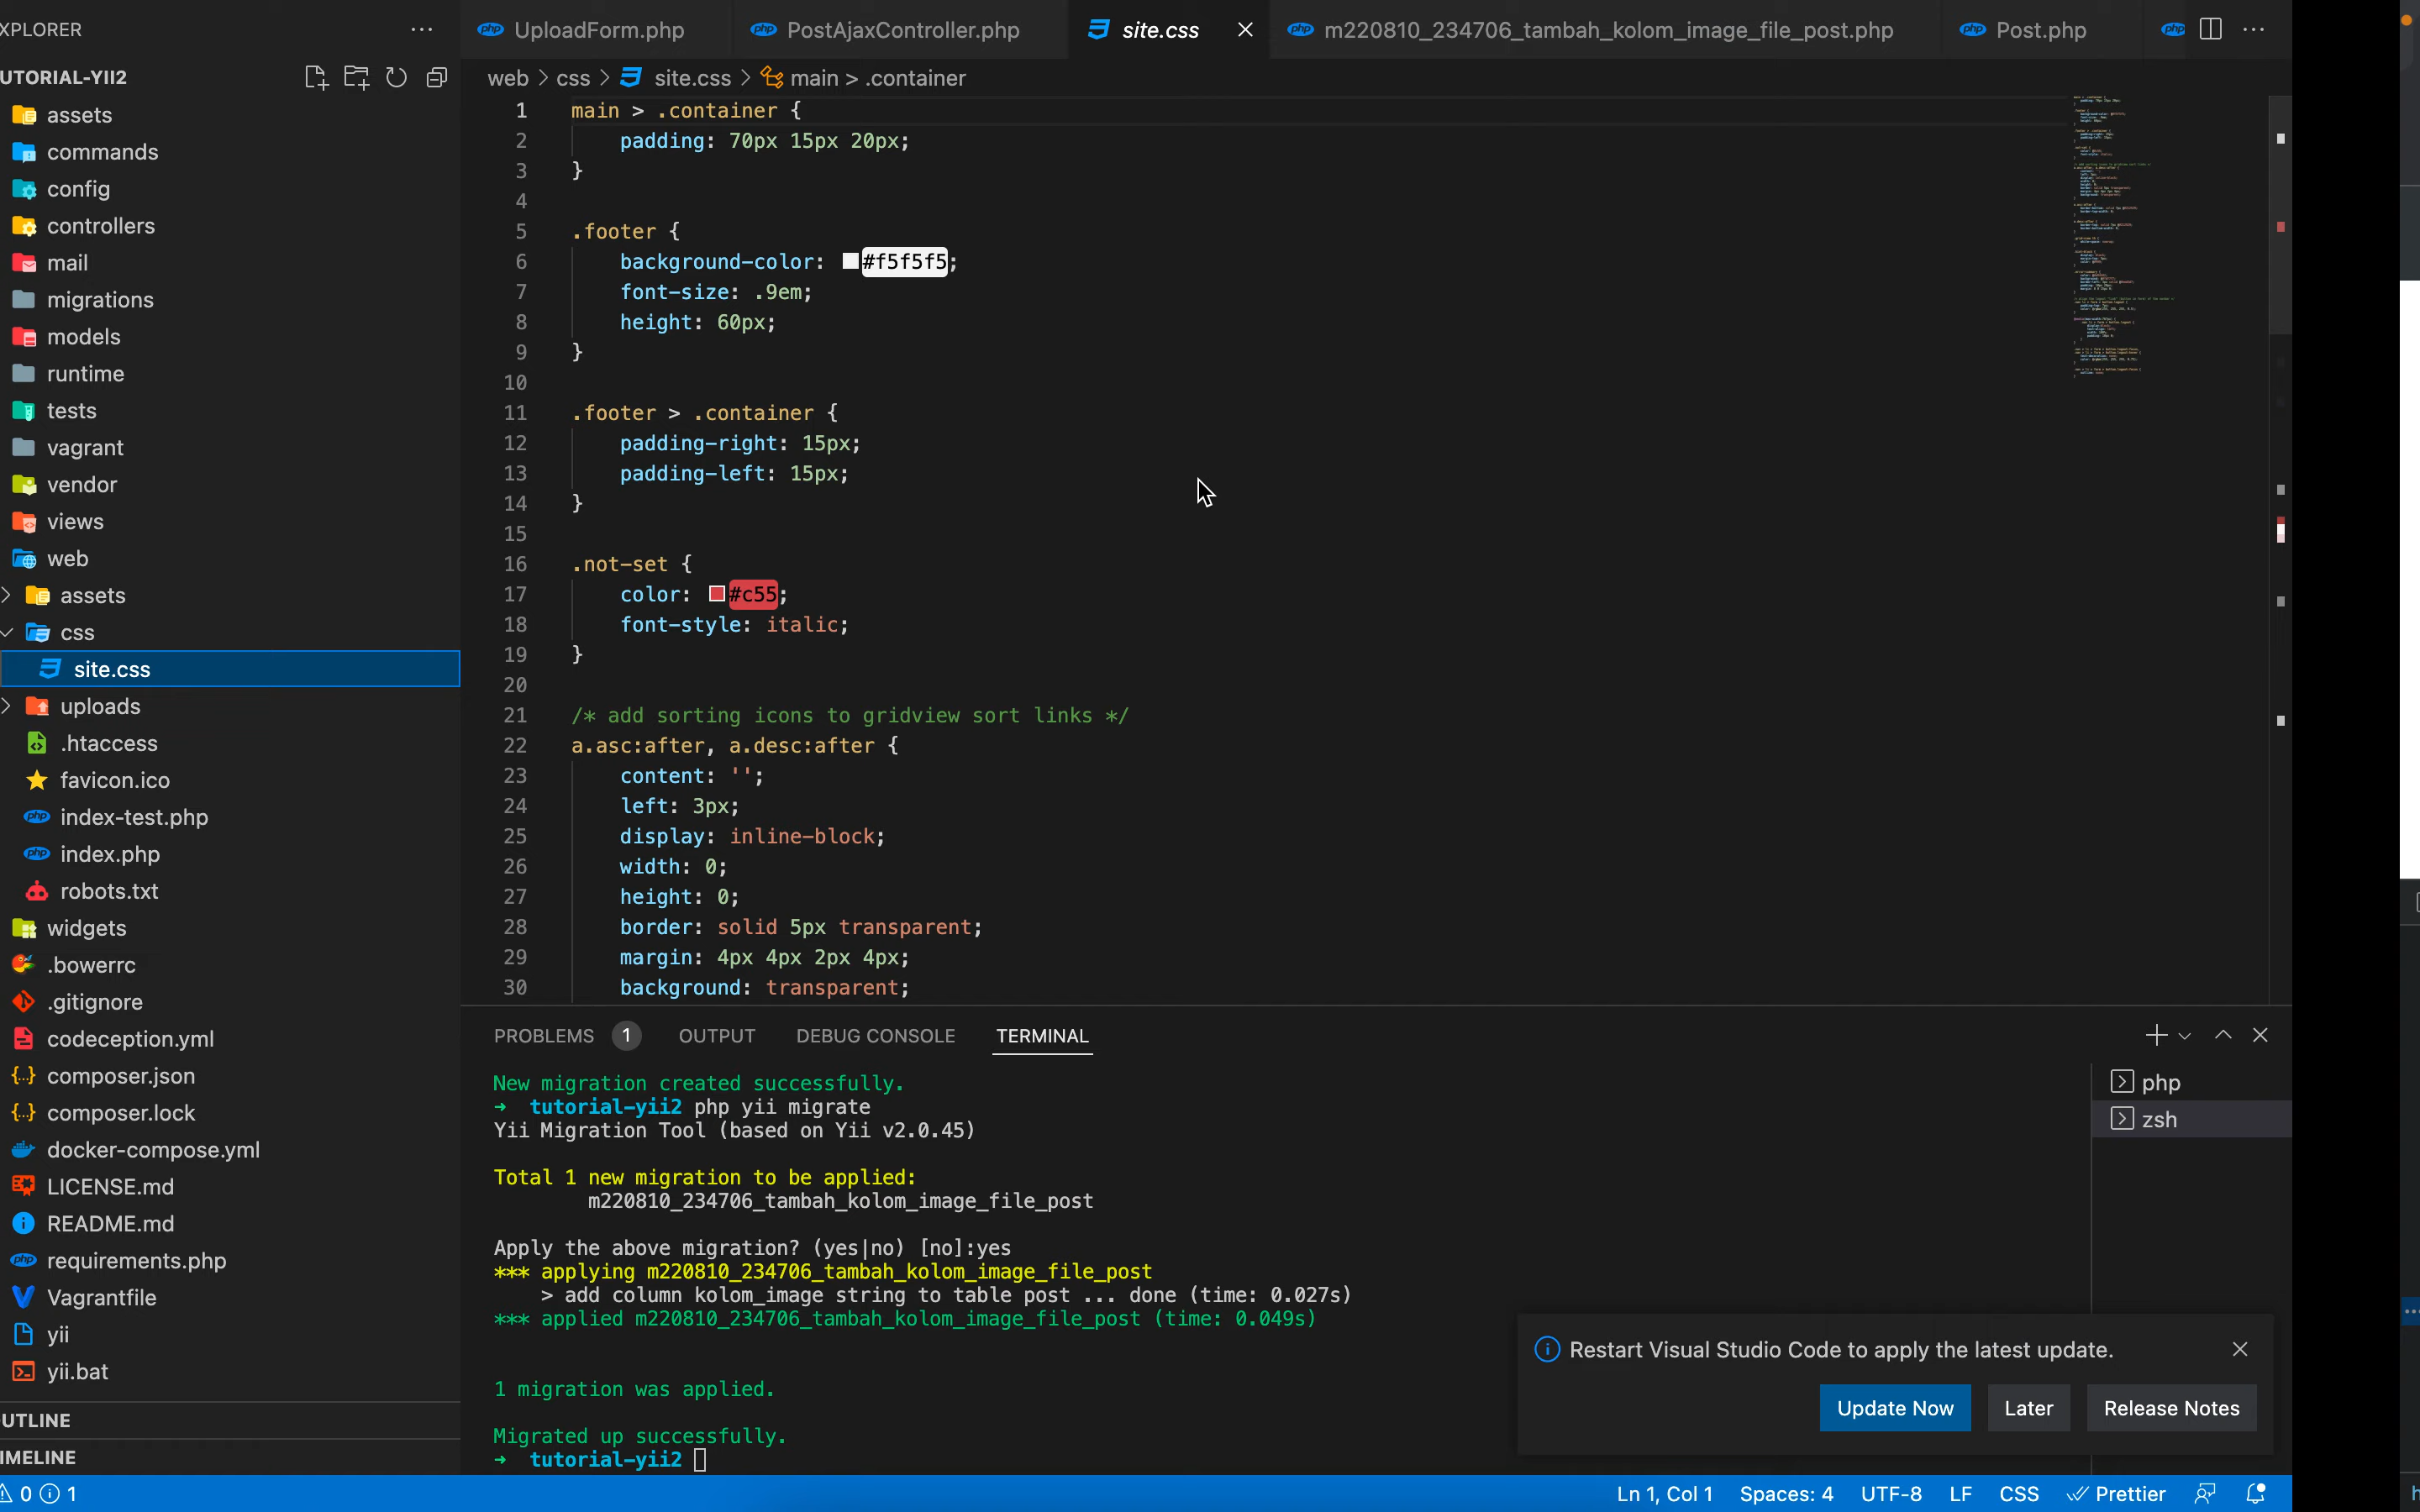 XPLORER
UTORIAL-YII2
assets
commands
config
controllers
mail
migrations
models
runtime
tests
vagrant
vendor
views
web
assets
css
site.css
uploads
.htaccess
favicon.ico
index-test.php
index.php
robots.txt
widgets
.bowerrc
.gitignore
codeception.yml
composer.json
composer.lock
docker-compose.yml
LICENSE.md
README.md
requirements.php
Vagrantfile
yii
yii.bat
UTLINE
IMELINE
UploadForm.php PostAjaxController.php site.css m220810_234706_tambah_kolom_image_file_post.php Post.php
web > css > site.css > main > .container
1 main > .container {
2 padding: 70px 15px 20px;
3 }
4
5 .footer {
6 background-color: #f5f5f5;
7 font-size: .9em;
8 height: 60px;
9 }
10
11 .footer > .container {
12 padding-right: 15px;
13 padding-left: 15px;
14 }
15
16 .not-set {
17 color: #c55;
18 font-style: italic;
19 }
20
21 /* add sorting icons to gridview sort links */
22 a.asc:after, a.desc:after {
23 content: '';
24 left: 3px;
25 display: inline-block;
26 width: 0;
27 height: 0;
28 border: solid 5px transparent;
29 margin: 4px 4px 2px 4px;
30 background: transparent;
PROBLEMS 1 OUTPUT DEBUG CONSOLE TERMINAL
New migration created successfully.
→ tutorial-yii2 php yii migrate
Yii Migration Tool (based on Yii v2.0.45)
Total 1 new migration to be applied:
m220810_234706_tambah_kolom_image_file_post
Apply the above migration? (yes|no) [no]:yes
*** applying m220810_234706_tambah_kolom_image_file_post
> add column kolom_image string to table post ... done (time: 0.027s)
*** applied m220810_234706_tambah_kolom_image_file_post (time: 0.049s)
1 migration was applied.
Migrated up successfully.
→ tutorial-yii2
php
zsh
Restart Visual Studio Code to apply the latest update.
Update Now Later Release Notes
0 1 Ln 1, Col 1 Spaces: 4 UTF-8 LF CSS Prettier